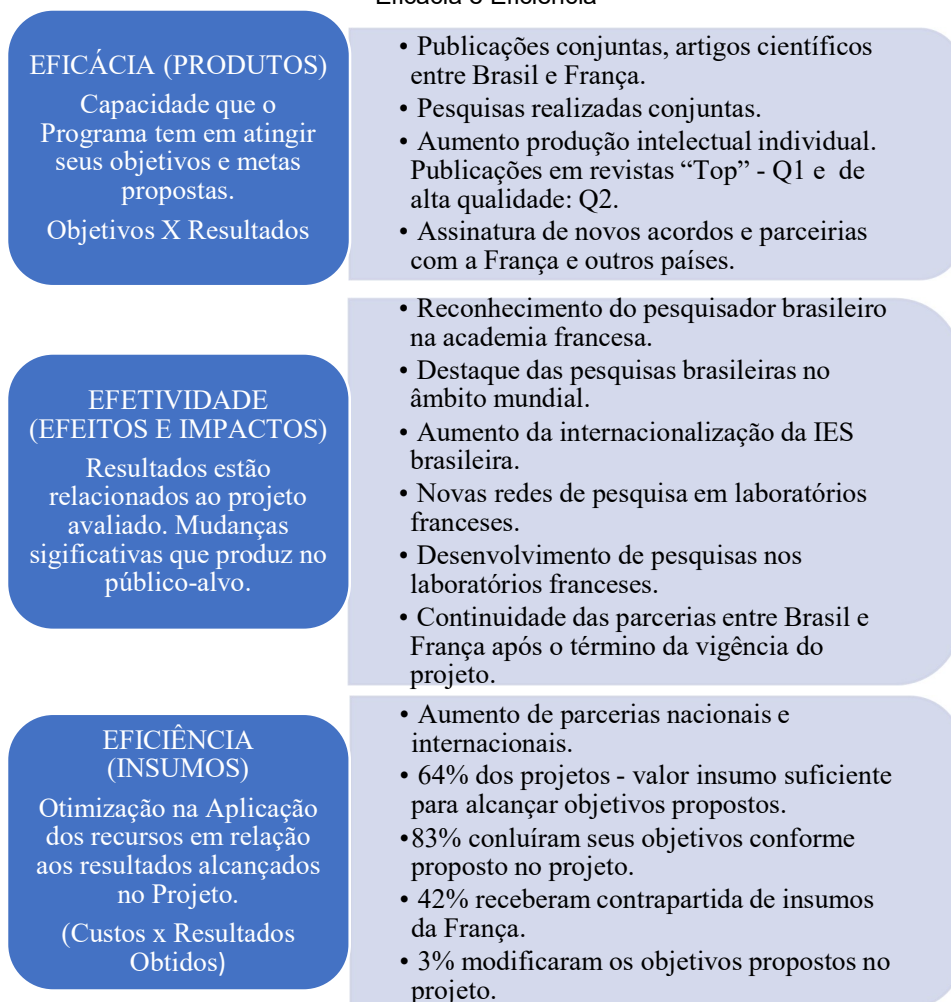 Eficácia e Eficiência
EFICÁCIA (PRODUTOS)
Capacidade que o
Programa tem em atingir
seus objetivos e metas
propostas.
Objetivos X Resultados
• Publicações conjuntas, artigos científicos
entre Brasil e França.
• Pesquisas realizadas conjuntas.
• Aumento produção intelectual individual.
Publicações em revistas “Top” - Q1 e de
alta qualidade: Q2.
• Assinatura de novos acordos e parceirias
com a França e outros países.
EFETIVIDADE
(EFEITOS E IMPACTOS)
Resultados estão
relacionados ao projeto
avaliado. Mudanças
sigificativas que produz no
público-alvo.
• Reconhecimento do pesquisador brasileiro
na academia francesa.
• Destaque das pesquisas brasileiras no
âmbito mundial.
• Aumento da internacionalização da IES
brasileira.
• Novas redes de pesquisa em laboratórios
franceses.
• Desenvolvimento de pesquisas nos
laboratórios franceses.
• Continuidade das parcerias entre Brasil e
França após o término da vigência do
projeto.
EFICIÊNCIA
(INSUMOS)
Otimização na Aplicação
dos recursos em relação
aos resultados alcançados
no Projeto.
(Custos x Resultados
Obtidos)
• Aumento de parcerias nacionais e
internacionais.
• 64% dos projetos - valor insumo suficiente
para alcançar objetivos propostos.
•83% conluíram seus objetivos conforme
proposto no projeto.
• 42% receberam contrapartida de insumos
da França.
• 3% modificaram os objetivos propostos no
projeto.